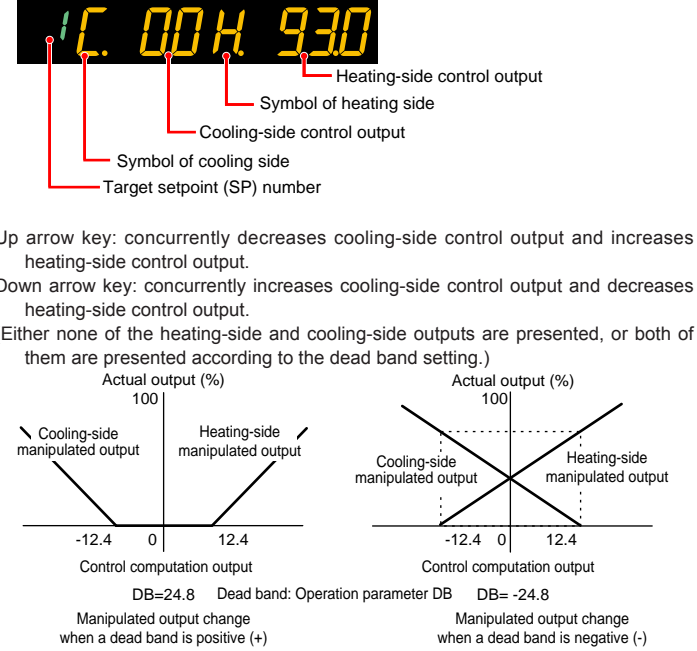 1 C. 00 H. 93.0
Heating-side control output
Symbol of heating side
Cooling-side control output
Symbol of cooling side
Target setpoint (SP) number
Up arrow key: concurrently decreases cooling-side control output and increases
heating-side control output.
Down arrow key: concurrently increases cooling-side control output and decreases
heating-side control output.
Either none of the heating-side and cooling-side outputs are presented, or both of
them are presented according to the dead band setting.)
Actual output (%)
100
Cooling-side
manipulated output
Heating-side
manipulated output
-12.4 0 12.4
Control computation output
Actual output (%)
100
Cooling-side
manipulated output
Heating-side
manipulated output
-12.4 0 12.4
Control computation output
DB=24.8 Dead band: Operation parameter DB DB= -24.8
Manipulated output change
when a dead band is positive (+)
Manipulated output change
when a dead band is negative (-)